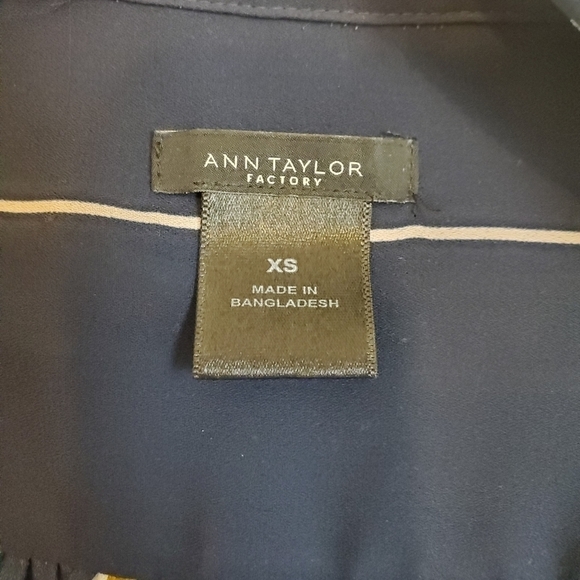 ANN TAYLOR
FACTORY
XS
MADE IN
BANGLADESH